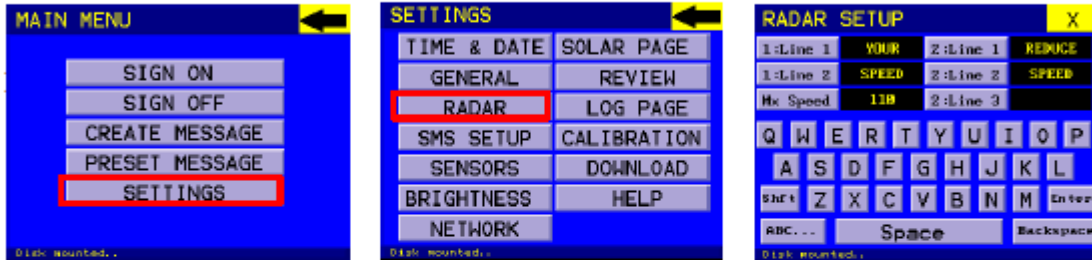 MAIN MENU
SIGN ON
SIGN OFF
CREATE MESSAGE
PRESET MESSAGE
SETTINGS
Disk mounted..
SETTINGS
TIME & DATE SOLAR PAGE
GENERAL REVIEW
RADAR LOG PAGE
SMS SETUP CALIBRATION
SENSORS DOWNLOAD
BRIGHTNESS HELP
NETWORK
Disk mounted..
RADAR SETUP X
1:Line 1 YOUR 2:Line 1 REDUCE
1:Line 2 SPEED 2:Line 2 SPEED
Mx Speed 110 2:Line 3
Q W E R T Y U I O P
A S D F G H J K L
Shft Z X C V B N M Enter
ABC... Space Backspace
Disk mounted..